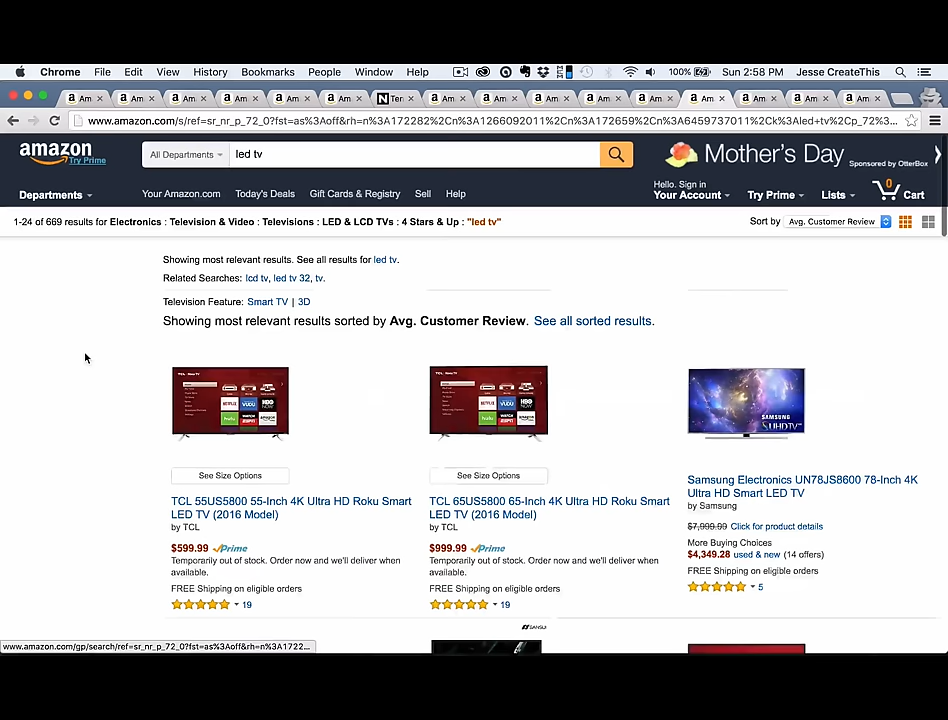 Chrome File Edit View History Bookmarks People Window Help 100% Sun 2:58 PM Jesse CreateThis
Am Am Am Am Am Am Ter Am Am Am Am Am Am Am Am Am
www.amazon.com/s/ref=sr_nr_p_72_0?fst=as%3Aoff&rh=n%3A172282%2Cn%3A1266092011%2Cn%3A172659%2Cn%3A6459737011%2Ck%3Aled+tv%2Cp_72%3...
amazon
Try Prime
All Departments
led tv
Mother's Day
Sponsored by OtterBox
Departments
Your Amazon.com Today's Deals Gift Cards & Registry Sell Help
Hello. Sign in
Your Account Try Prime Lists 0 Cart
1-24 of 669 results for Electronics : Television & Video : Televisions : LED & LCD TVs : 4 Stars & Up : "led tv"
Sort by Avg. Customer Review
Showing most relevant results. See all results for led tv.
Related Searches: lcd tv, led tv 32, tv.
Television Feature: Smart TV | 3D
Showing most relevant results sorted by Avg. Customer Review. See all sorted results.
SAMSUNG
SUHDTV
See Size Options
TCL 55US5800 55-Inch 4K Ultra HD Roku Smart
LED TV (2016 Model)
by TCL
$599.99 Prime
Temporarily out of stock. Order now and we'll deliver when
available.
FREE Shipping on eligible orders
19
See Size Options
TCL 65US5800 65-Inch 4K Ultra HD Roku Smart
LED TV (2016 Model)
by TCL
$999.99 Prime
Temporarily out of stock. Order now and we'll deliver when
available.
FREE Shipping on eligible orders
19
Samsung Electronics UN78JS8600 78-Inch 4K
Ultra HD Smart LED TV
by Samsung
$7,999.99 Click for product details
More Buying Choices
$4,349.28 used & new (14 offers)
FREE Shipping on eligible orders
5
SANSUI
www.amazon.com/gp/search/ref=sr_nr_p_72_0?fst=as%3Aoff&rh=n%3A1722...